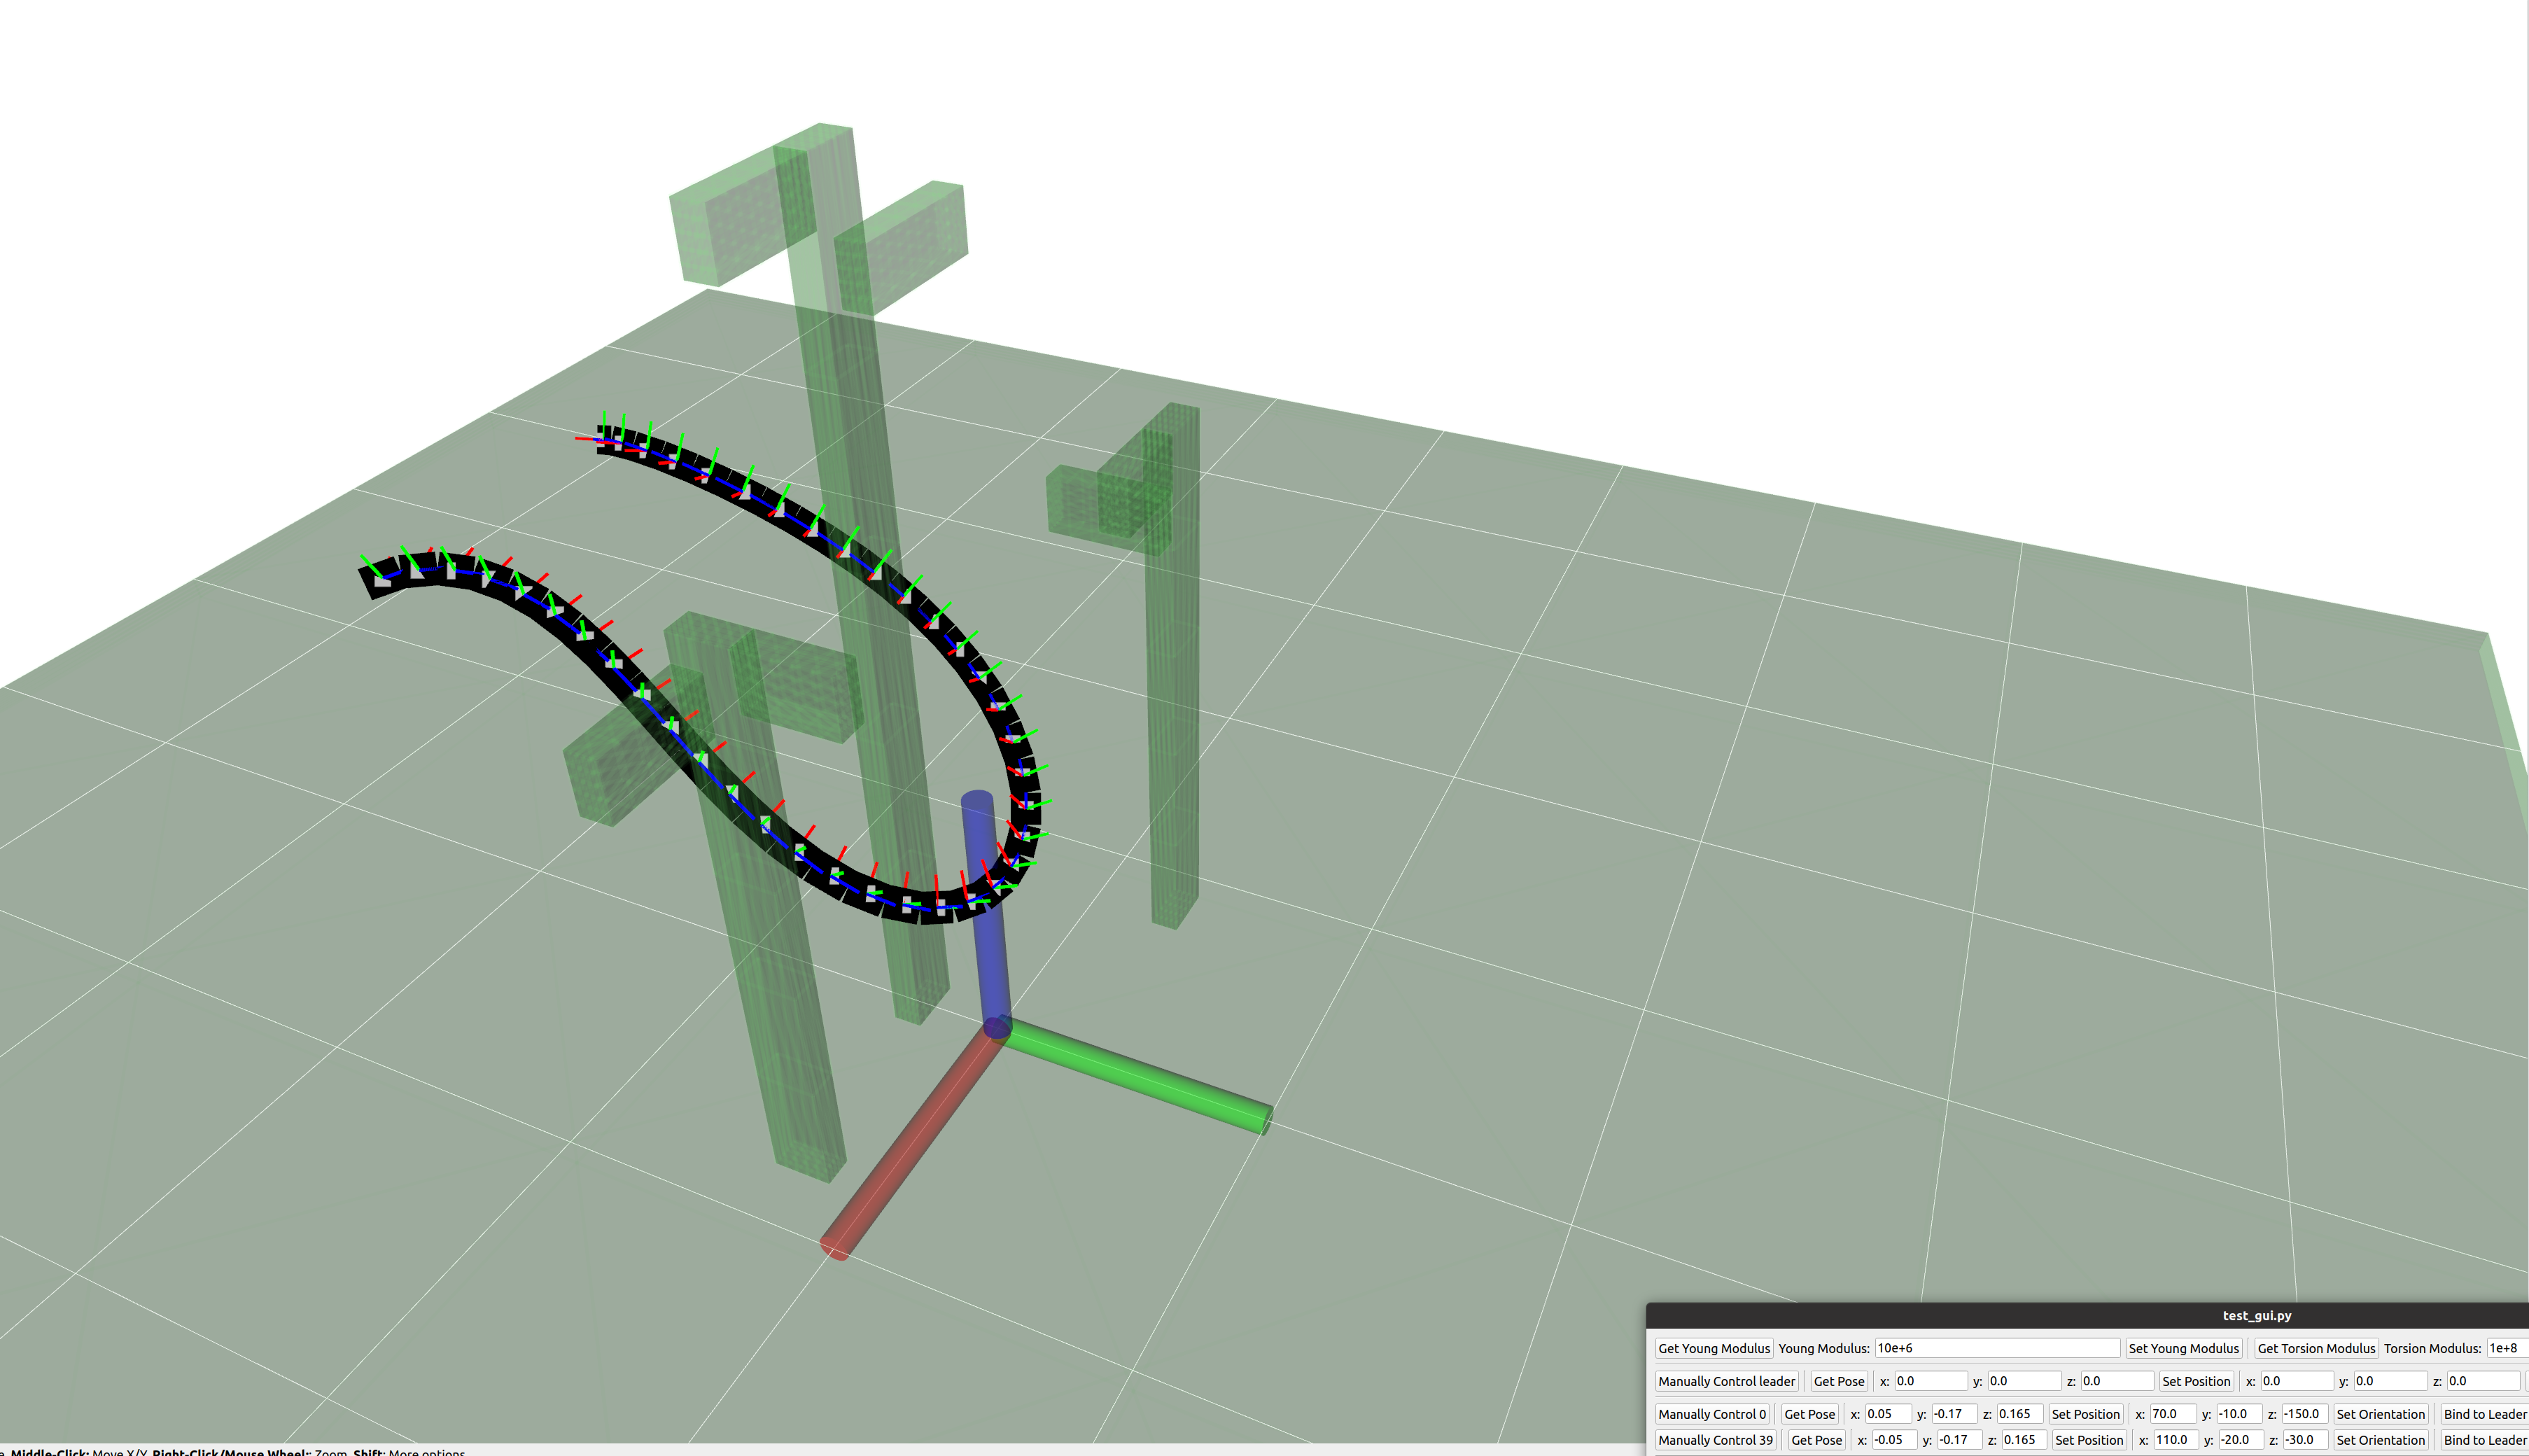 test_gui.py
Get Young Modulus Young Modulus: 10e+6 Set Young Modulus Get Torsion Modulus Torsion Modulus: 1e+8
Manually Control leader Get Pose x: 0.0 y: 0.0 z: 0.0 Set Position x: 0.0 y: 0.0 z: 0.0
Manually Control 0 Get Pose x: 0.05 y: -0.17 z: 0.165 Set Position x: 70.0 y: -10.0 z: -150.0 Set Orientation Bind to Leader
Manually Control 39 Get Pose x: -0.05 y: -0.17 z: 0.165 Set Position x: 110.0 y: -20.0 z: -30.0 Set Orientation Bind to Leader
e. Middle-Click: Move X/Y. Right-Click/Mouse Wheel:: Zoom. Shift: More options.